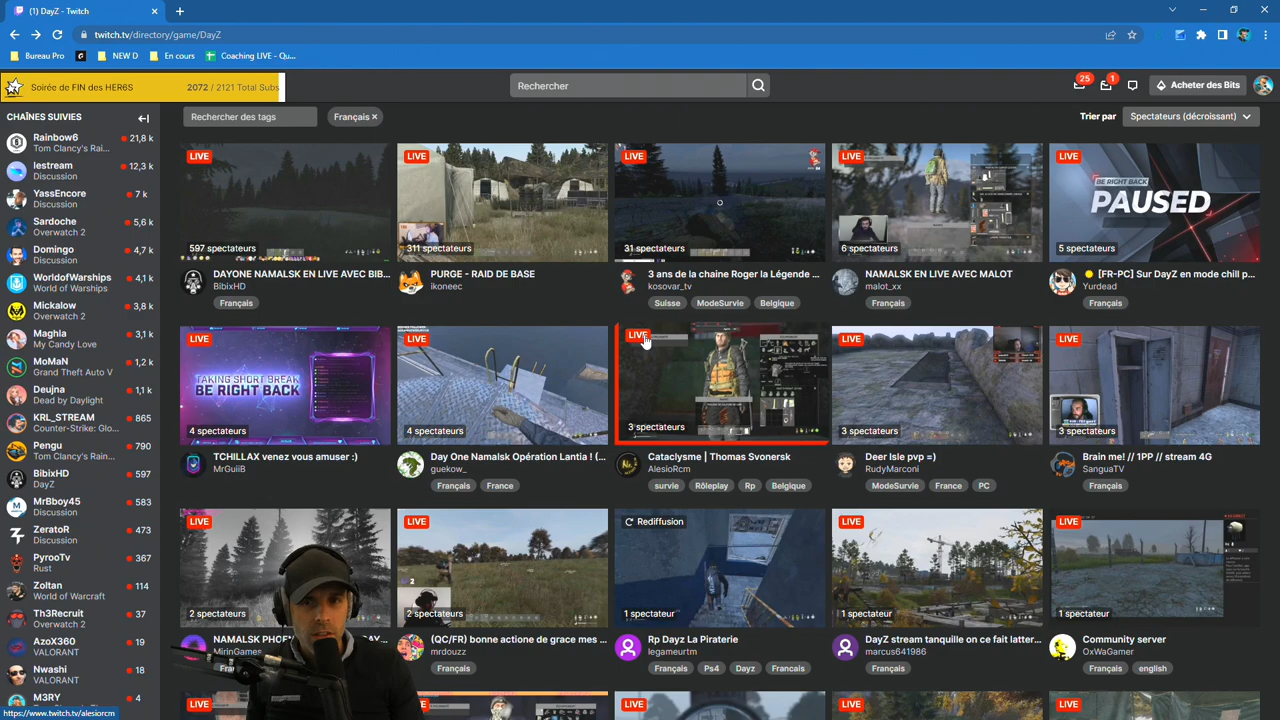 (1) DayZ - Twitch
twitch.tv/directory/game/DayZ
Bureau Pro
NEW D
En cours
Coaching LIVE - Qu...
Soirée de FIN des HER6S
2072 / 2121 Total Subs
Rechercher
25
1
Acheter des Bits
CHAÎNES SUIVIES
Rainbow6
21,8 k
Tom Clancy's Rai...
lestream
12,3 k
Discussion
YassEncore
7 k
Discussion
Sardoche
5,6 k
Overwatch 2
Domingo
4,7 k
Discussion
WorldofWarships
4,1 k
World of Warships
Mickalow
3,8 k
Overwatch 2
Maghla
3,1 k
My Candy Love
MoMaN
1,2 k
Grand Theft Auto V
Deujna
1,1 k
Dead by Daylight
KRL_STREAM
865
Counter-Strike: Glo...
Pengu
790
Tom Clancy's Rain...
BibixHD
597
DayZ
MrBboy45
583
Discussion
ZeratoR
473
Discussion
PyrooTv
367
Rust
Zoltan
114
World of Warcraft
Th3Recruit
37
Overwatch 2
AzoX360
19
VALORANT
Nwashi
18
VALORANT
M3RY
4
https://www.twitch.tv/alesiorcm
Rechercher des tags
Français ×
Trier par
Spectateurs (décroissant)
LIVE
597 spectateurs
DAYONE NAMALSK EN LIVE AVEC BIB...
BibixHD
Français
LIVE
311 spectateurs
PURGE - RAID DE BASE
ikoneec
LIVE
31 spectateurs
3 ans de la chaine Roger la Légende ...
kosovar_tv
Suisse
ModeSurvie
Belgique
LIVE
6 spectateurs
NAMALSK EN LIVE AVEC MALOT
malot_xx
Français
LIVE
BE RIGHT BACK
PAUSED
5 spectateurs
[FR-PC] Sur DayZ en mode chill p...
Yurdead
Français
LIVE
TAKING SHORT BREAK
BE RIGHT BACK
4 spectateurs
TCHILLAX venez vous amuser :)
MrGuiiB
LIVE
4 spectateurs
Day One Namalsk Opération Lantia ! (...
guekow_
Français
France
LIVE
3 spectateurs
Cataclysme | Thomas Svonersk
AlesioRcm
survie
Rôleplay
Rp
Belgique
LIVE
3 spectateurs
Deer Isle pvp =)
RudyMarconi
ModeSurvie
France
PC
LIVE
3 spectateurs
Brain me! // 1PP // stream 4G
SanguaTV
Français
LIVE
2 spectateurs
MirinGames
LIVE
2
2 spectateurs
(QC/FR) bonne actione de grace mes ...
mrdouzz
Français
Rediffusion
1 spectateur
Rp Dayz La Piraterie
legameurtm
Français
Ps4
Dayz
Francais
LIVE
1 spectateur
DayZ stream tanquille on ce fait latter...
marcus641986
Français
LIVE
1 spectateur
Community server
OxWaGamer
Français
english
LIVE
LIVE
LIVE
LIVE